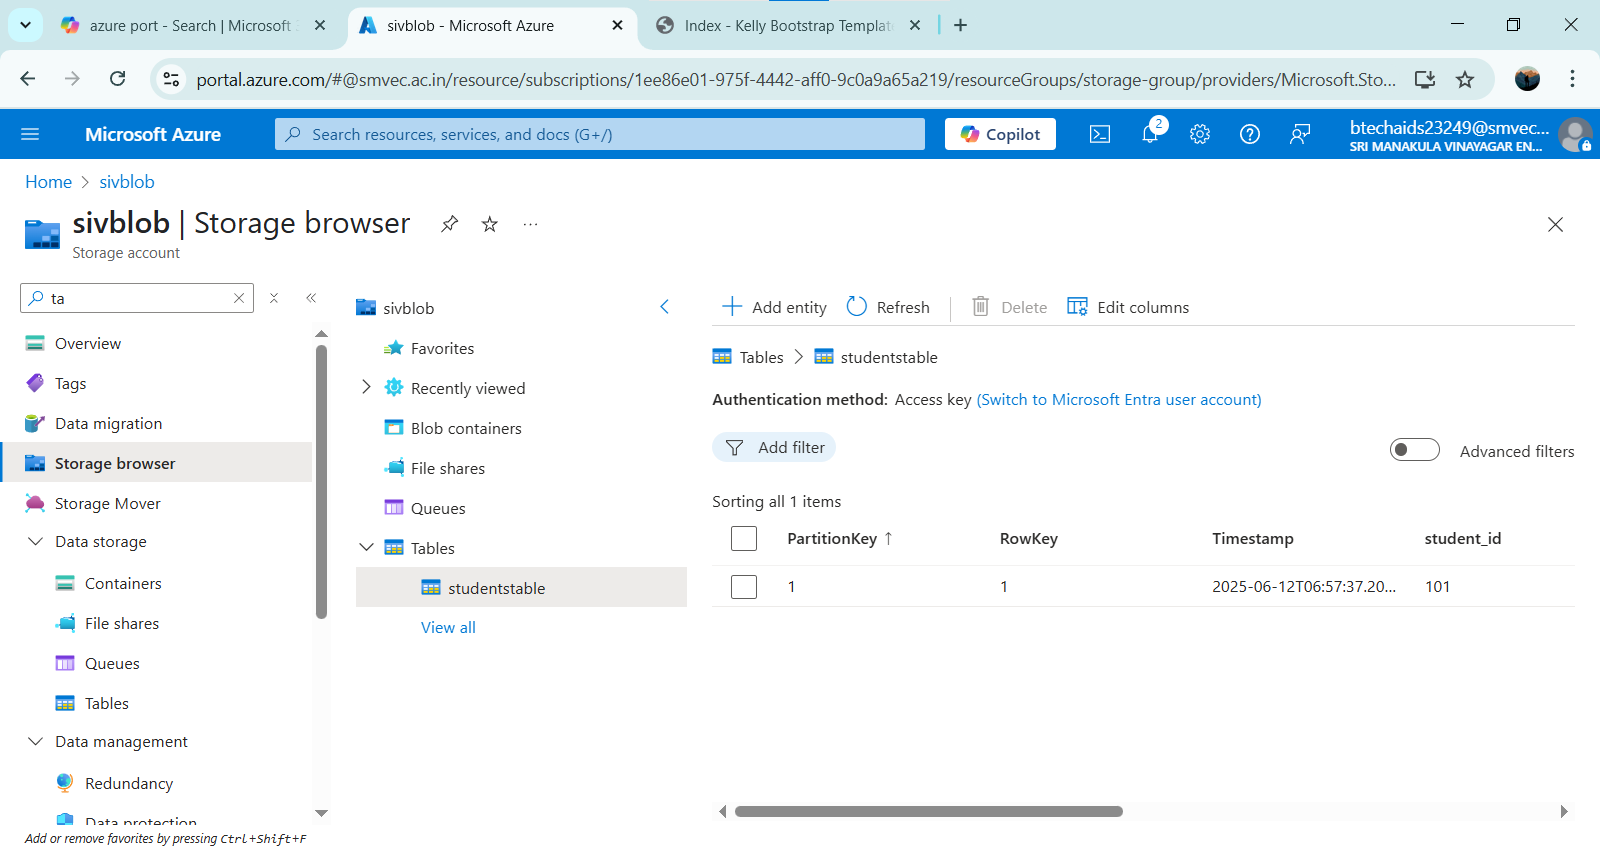 azure port - Search | Microsoft
sivblob - Microsoft Azure
Index - Kelly Bootstrap Template
portal.azure.com/#@smvec.ac.in/resource/subscriptions/1ee86e01-975f-4442-aff0-9c0a9a65a219/resourceGroups/storage-group/providers/Microsoft.Sto...
Microsoft Azure
Search resources, services, and docs (G+/)
Copilot
2
btechaids23249@smvec...
SRI MANAKULA VINAYAGAR EN...
Home > sivblob
sivblob | Storage browser
...
Storage account
ta
Overview
Tags
Data migration
Storage browser
Storage Mover
Data storage
Containers
File shares
Queues
Tables
Data management
Redundancy
Data protection
Add or remove favorites by pressing Ctrl+Shift+F
sivblob
Favorites
Recently viewed
Blob containers
File shares
Queues
Tables
studentstable
View all
Add entity
Refresh
Delete
Edit columns
Tables > studentstable
Authentication method: Access key (Switch to Microsoft Entra user account)
Add filter
Advanced filters
Sorting all 1 items
PartitionKey ↑ RowKey Timestamp student_id
1 1 2025-06-12T06:57:37.20... 101